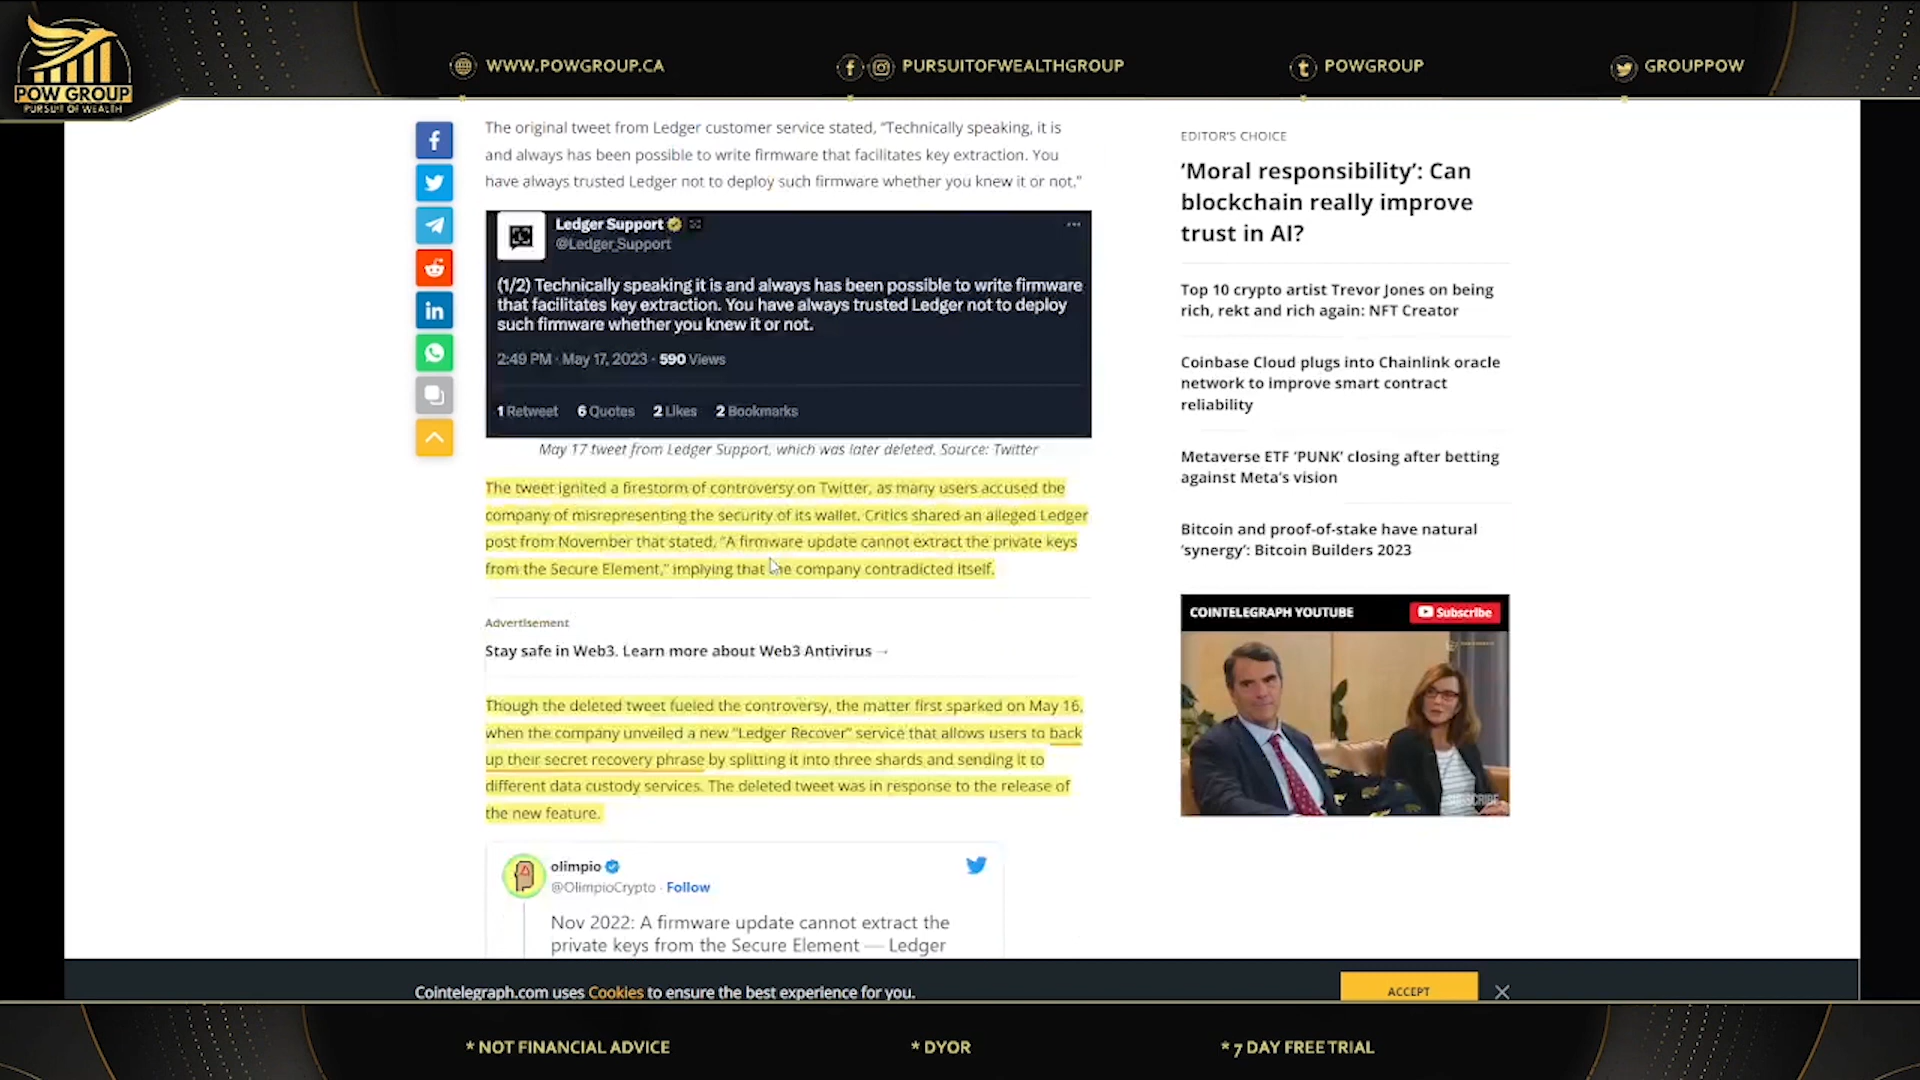 POW GROUP
PURSUIT OF WEALTH
WWW.POWGROUP.CA
PURSUITOFWEALTHGROUP
POWGROUP
GROUPPOW
The original tweet from Ledger customer service stated, “Technically speaking, it is
and always has been possible to write firmware that facilitates key extraction. You
have always trusted Ledger not to deploy such firmware whether you knew it or not.”
Ledger Support
@Ledger_Support
(1/2) Technically speaking it is and always has been possible to write firmware
that facilitates key extraction. You have always trusted Ledger not to deploy
such firmware whether you knew it or not.
2:49 PM · May 17, 2023 · 590 Views
1 Retweet 6 Quotes 2 Likes 2 Bookmarks
May 17 tweet from Ledger Support, which was later deleted. Source: Twitter
The tweet ignited a firestorm of controversy on Twitter, as many users accused the
company of misrepresenting the security of its wallet. Critics shared an alleged Ledger
post from November that stated, “A firmware update cannot extract the private keys
from the Secure Element,” implying that the company contradicted itself.
Advertisement
Stay safe in Web3. Learn more about Web3 Antivirus →
Though the deleted tweet fueled the controversy, the matter first sparked on May 16,
when the company unveiled a new “Ledger Recover” service that allows users to back
up their secret recovery phrase by splitting it into three shards and sending it to
different data custody services. The deleted tweet was in response to the release of
the new feature.
olimpio
@OlimpioCrypto · Follow
Nov 2022: A firmware update cannot extract the
private keys from the Secure Element — Ledger
EDITOR’S CHOICE
‘Moral responsibility’: Can
blockchain really improve
trust in AI?
Top 10 crypto artist Trevor Jones on being
rich, rekt and rich again: NFT Creator
Coinbase Cloud plugs into Chainlink oracle
network to improve smart contract
reliability
Metaverse ETF ‘PUNK’ closing after betting
against Meta’s vision
Bitcoin and proof-of-stake have natural
‘synergy’: Bitcoin Builders 2023
COINTELEGRAPH YOUTUBE
Subscribe
SUBSCRIBE
Cointelegraph.com uses Cookies to ensure the best experience for you.
ACCEPT
* NOT FINANCIAL ADVICE
* DYOR
* 7 DAY FREE TRIAL